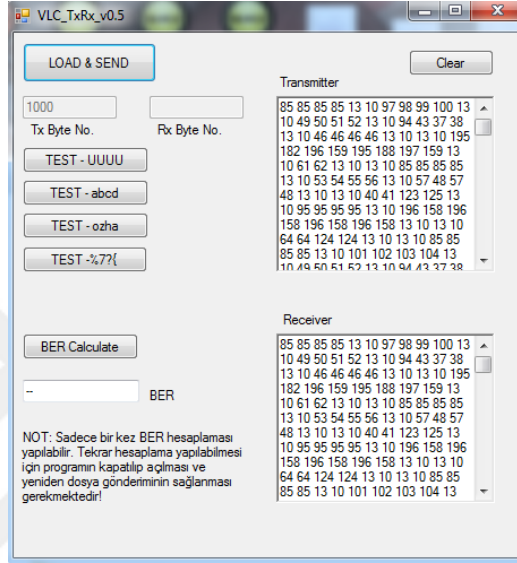 VLC_TxRx_v0.5
LOAD & SEND
Clear
Transmitter
1000
Tx Byte No.
Rx Byte No.
TEST - UUUU
TEST - abcd
TEST - ozha
TEST -%7?{
85 85 85 85 13 10 97 98 99 100 13
10 49 50 51 52 13 10 94 43 37 38
13 10 46 46 46 46 13 10 13 10 195
182 196 159 195 188 197 159 13
10 61 62 13 10 13 10 85 85 85 85
13 10 53 54 55 56 13 10 57 48 57
48 13 10 13 10 40 41 123 125 13
10 95 95 95 95 13 10 196 158 196
158 196 158 196 158 13 10 13 10
64 64 124 124 13 10 13 10 85 85
85 85 13 10 101 102 103 104 13
10 49 50 51 52 13 10 94 43 37 38
Receiver
BER Calculate
--
BER
NOT: Sadece bir kez BER hesaplaması
yapılabilir. Tekrar hesaplama yapılabilmesi
için programın kapatılıp açılması ve
yeniden dosya gönderiminin sağlanması
gerekmektedir!
85 85 85 85 13 10 97 98 99 100 13
10 49 50 51 52 13 10 94 43 37 38
13 10 46 46 46 46 13 10 13 10 195
182 196 159 195 188 197 159 13
10 61 62 13 10 13 10 85 85 85 85
13 10 53 54 55 56 13 10 57 48 57
48 13 10 13 10 40 41 123 125 13
10 95 95 95 95 13 10 196 158 196
158 196 158 196 158 13 10 13 10
64 64 124 124 13 10 13 10 85 85
85 85 13 10 101 102 103 104 13